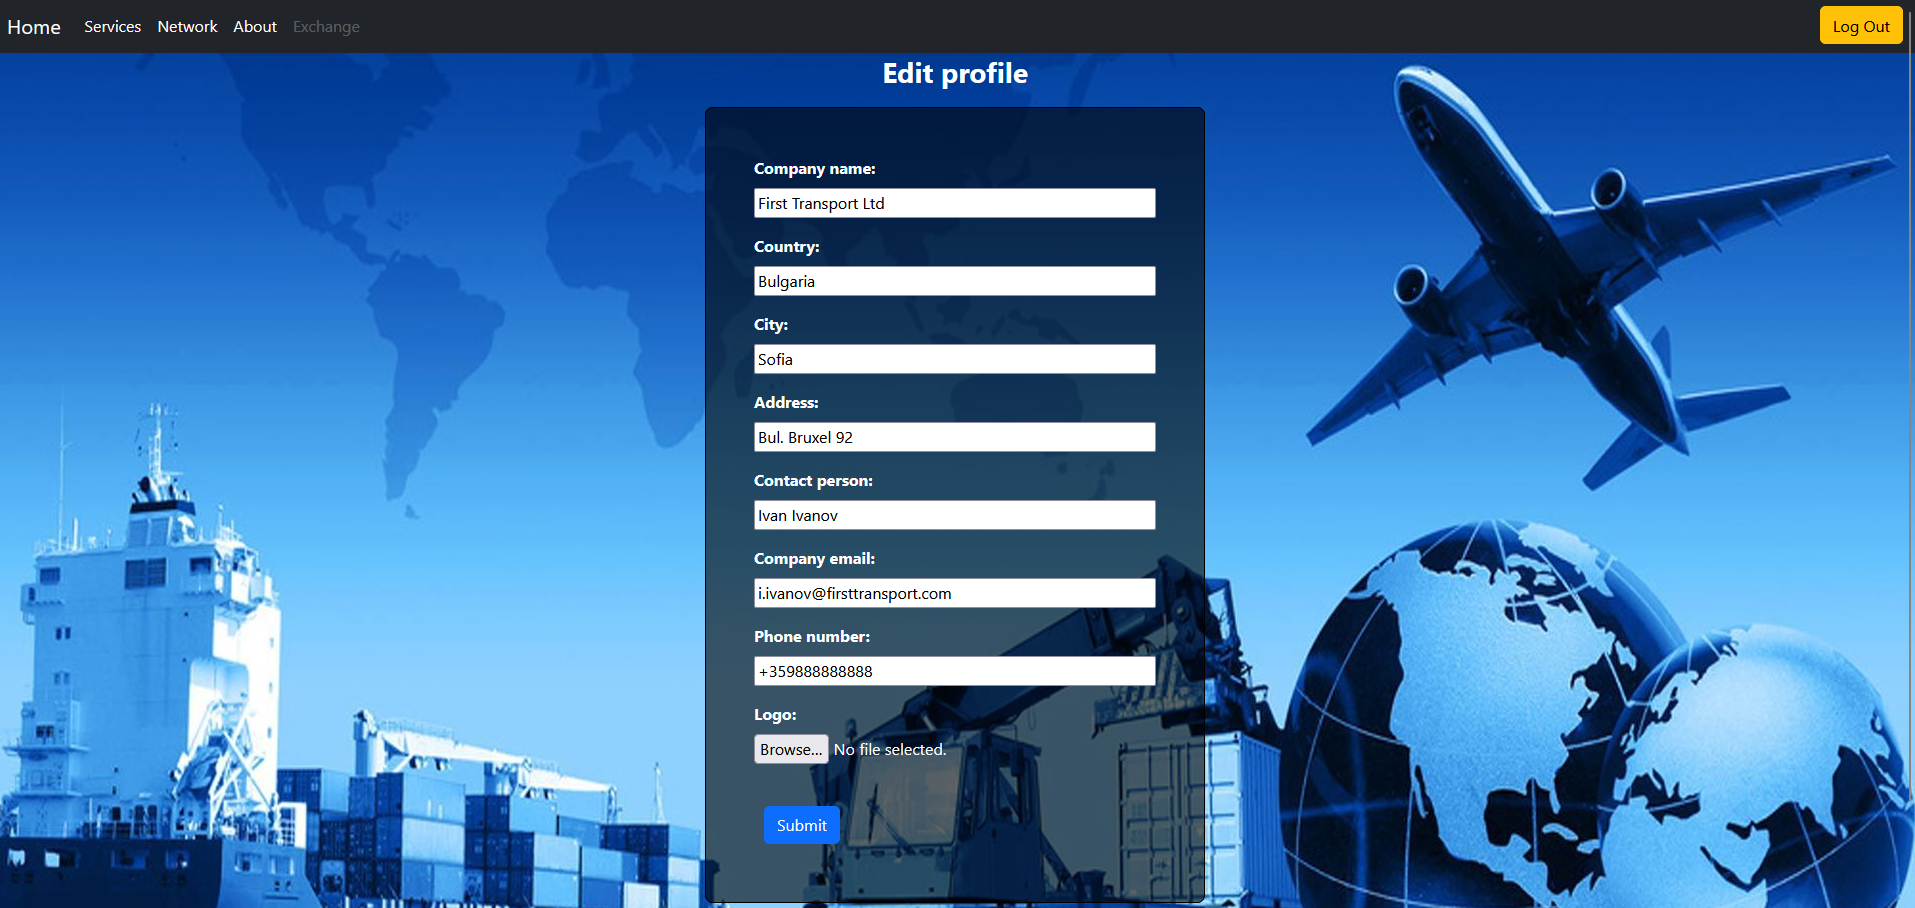 Home Services Network About Exchange Log Out
Edit profile
Company name:
First Transport Ltd
Country:
Bulgaria
City:
Sofia
Address:
Bul. Bruxel 92
Contact person:
Ivan Ivanov
Company email:
i.ivanov@firsttransport.com
Phone number:
+359888888888
Logo:
Browse... No file selected.
Submit